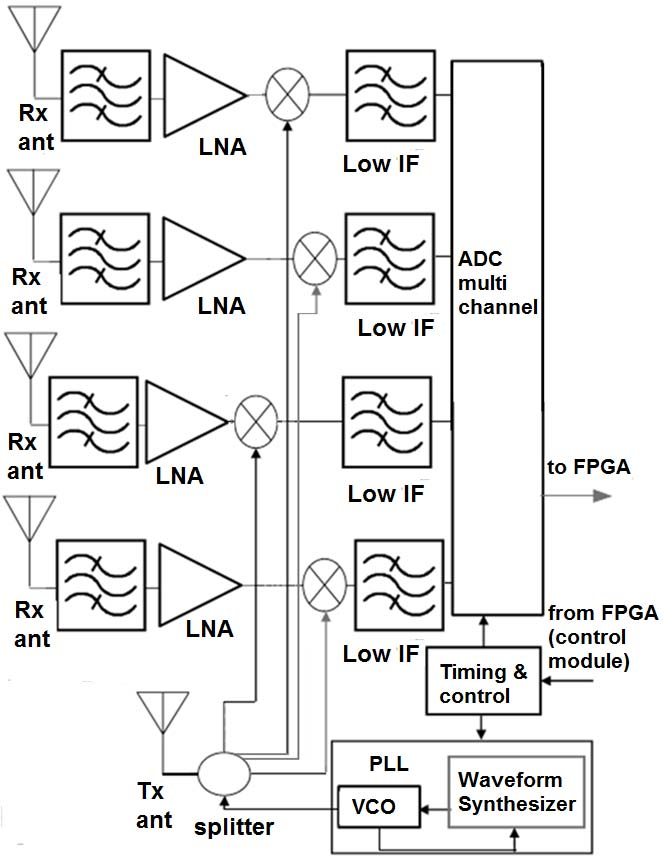 Rx
ant
LNA
Low IF
Rx
ant
LNA
Low IF
ADC
multi
channel
Rx
ant
LNA
Low IF
to FPGA
Rx
ant
LNA
Low IF
from FPGA
(control
module)
Timing &
control
Tx
ant
splitter
PLL
VCO
Waveform
Synthesizer